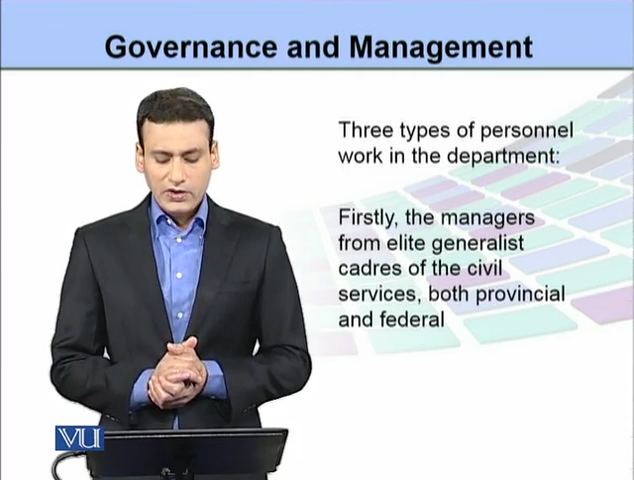 Governance and Management
Three types of personnel
work in the department:
Firstly, the managers
from elite generalist
cadres of the civil
services, both provincial
and federal
VU